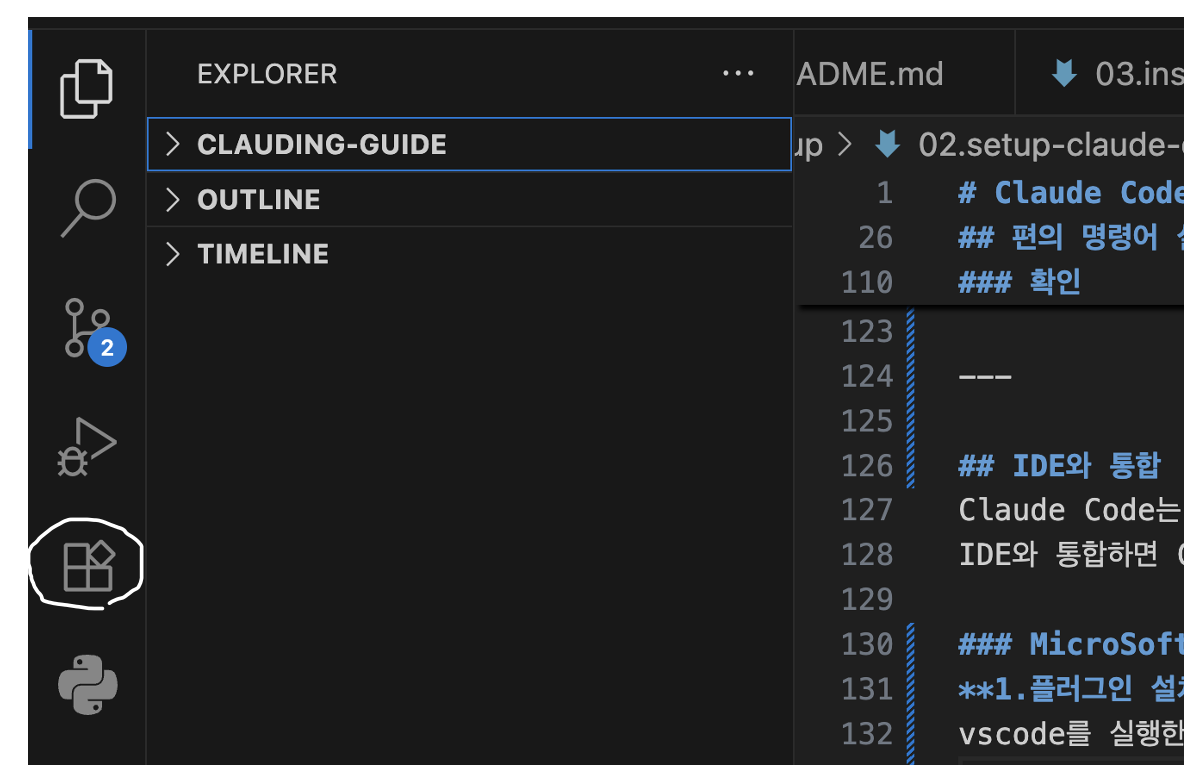 EXPLORER
CLAUDING-GUIDE
OUTLINE
TIMELINE
2
ADME.md
03.ins
up > 02.setup-claude-
1 # Claude Code
26 ## 편의 명령어
110 ### 확인
123
124 ---
125
126 ## IDE와 통합
127 Claude Code는
128 IDE와 통합하면
129
130 ### MicroSoft
131 **1.플러그인 설치
132 vscode를 실행한